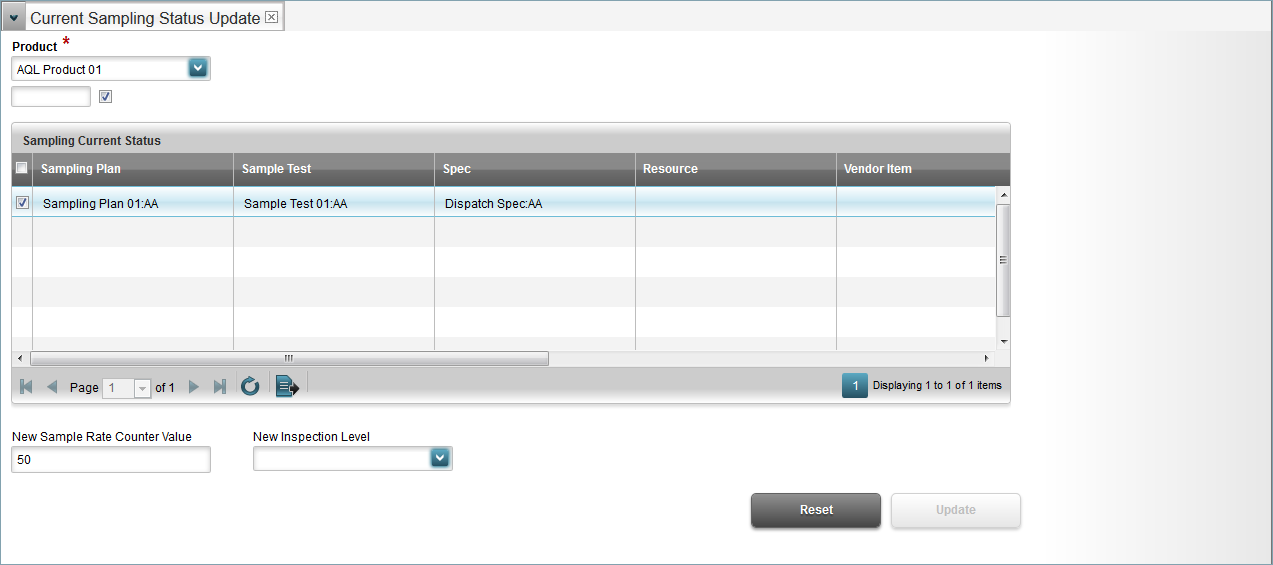 Current Sampling Status Update
Product *
AQL Product 01
Sampling Current Status
Sampling Plan Sample Test Spec Resource Vendor Item
Sampling Plan 01:AA Sample Test 01:AA Dispatch Spec:AA
Page 1 of 1 1 Displaying 1 to 1 of 1 items
New Sample Rate Counter Value New Inspection Level
50
Reset Update